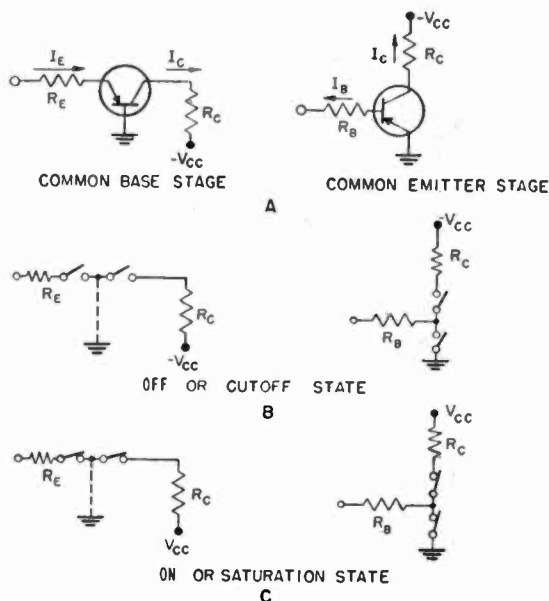 -VCC
IE
IC
IC
RC
RE
RC
IB
RB
-VCC
COMMON BASE STAGE
COMMON EMITTER STAGE
A
-VCC
RC
RE
RC
RB
-VCC
OFF OR CUTOFF STATE
B
VCC
RC
RE
RC
RB
VCC
ON OR SATURATION STATE
C